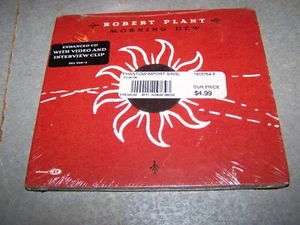 ROBERT PLANT
MORNING DEW
ENHANCED CD
WITH VIDEO AND
INTERVIEW CLIP
PHANTOM/IMPORT SINGL
OUR PRICE
$4.99